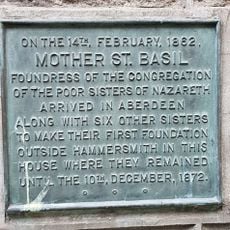 ON THE 14TH, FEBRUARY, 1862,
MOTHER ST. BASIL
FOUNDRESS OF THE CONGREGATION
OF THE POOR SISTERS OF NAZARETH
ARRIVED IN ABERDEEN
ALONG WITH SIX OTHER SISTERS
TO MAKE THEIR FIRST FOUNDATION
OUTSIDE HAMMERSMITH IN THIS
HOUSE WHERE THEY REMAINED
UNTIL THE 10TH, DECEMBER, 1872.